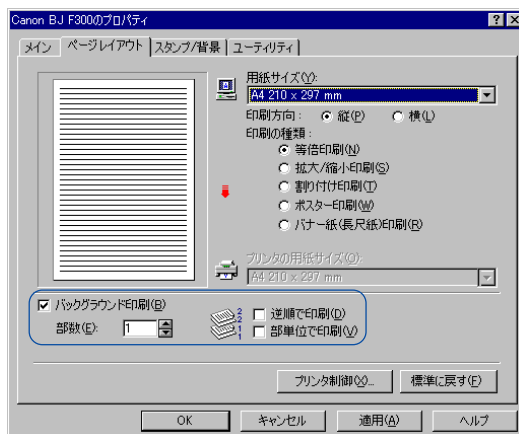 Canon BJ F300のプロパティ
メイン ページレイアウト スタンプ/背景 ユーティリティ
用紙サイズ(Y):
A4 210 x 297 mm
印刷方向: 縦(P) 横(L)
印刷の種類:
等倍印刷(N)
拡大/縮小印刷(S)
割り付け印刷(T)
ポスター印刷(W)
バナー紙(長尺紙)印刷(R)
プリンタの用紙サイズ(O):
A4 210 x 297 mm
バックグラウンド印刷(B)
部数(E): 1
2 2 1 1
逆順で印刷(D)
部単位で印刷(V)
プリンタ制御(X)... 標準に戻す(F)
OK キャンセル 適用(A) ヘルプ